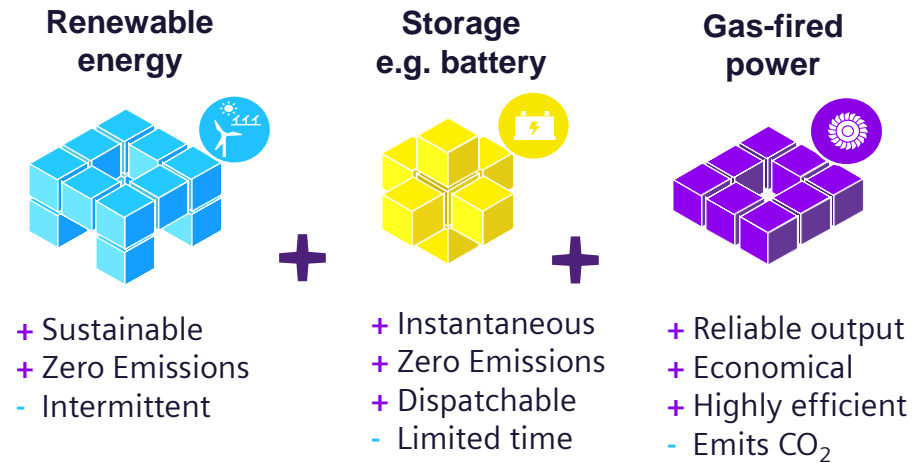 Renewable
energy
+ Sustainable
+ Zero Emissions
- Intermittent
Storage
e.g. battery
+ Instantaneous
+ Zero Emissions
+ Dispatchable
- Limited time
Gas-fired
power
+ Reliable output
+ Economical
+ Highly efficient
- Emits CO₂